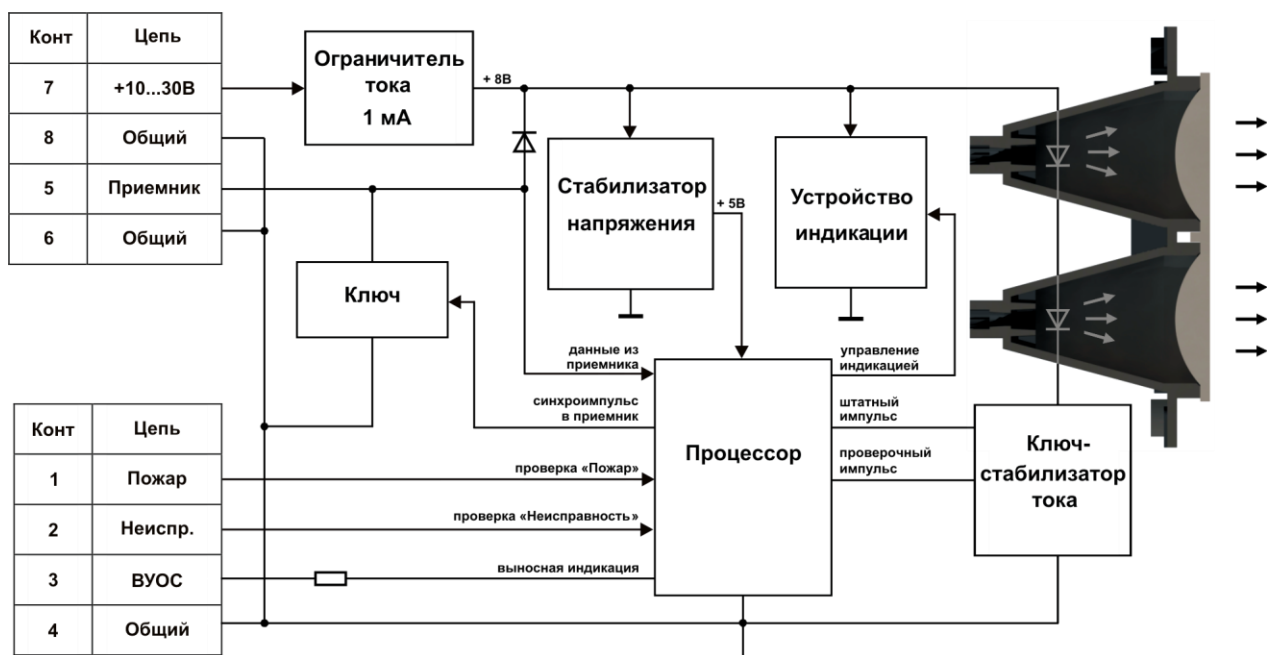 Конт Цепь
7 +10...30В
8 Общий
5 Приемник
6 Общий
Ограничитель
тока
1 мА
+ 8В
Стабилизатор
напряжения
+ 5В
Устройство
индикации
Ключ
данные из
приемника
синхроимпульс
в приемник
управление
индикацией
штатный
импульс
проверочный
импульс
Процессор
Ключ-
стабилизатор
тока
Конт Цепь
1 Пожар
2 Неиспр.
3 ВУОС
4 Общий
проверка «Пожар»
проверка «Неисправность»
выносная индикация